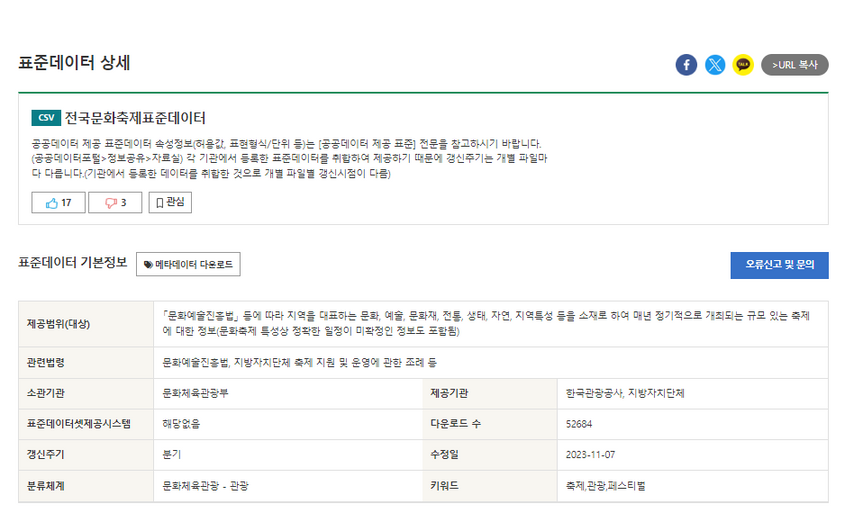 표준데이터 상세
>URL 복사
CSV 전국문화축제표준데이터
공공데이터 제공 표준데이터 속성정보(허용값, 표현형식/단위 등)는 [공공데이터 제공 표준] 전문을 참고하시기 바랍니다.
(공공데이터포털>정보공유>자료실) 각 기관에서 등록한 표준데이터를 취합하여 제공하기 때문에 갱신주기는 개별 파일마
다 다릅니다.(기관에서 등록한 데이터를 취합한 것으로 개별 파일별 갱신시점이 다름)
17 3 관심
표준데이터 기본정보 메타데이터 다운로드 오류신고 및 문의
제공범위(대상) 「문화예술진흥법」 등에 따라 지역을 대표하는 문화, 예술, 문화재, 전통, 생태, 자연, 지역특성 등을 소재로 하여 매년 정기적으로 개최되는 규모 있는 축제
에 대한 정보(문화축제 특성상 정확한 일정이 미확정인 정보도 포함됨)
관련법령 문화예술진흥법, 지방자치단체 축제 지원 및 운영에 관한 조례 등
소관기관 문화체육관광부 제공기관 한국관광공사, 지방자치단체
표준데이터셋제공시스템 해당없음 다운로드 수 52684
갱신주기 분기 수정일 2023-11-07
분류체계 문화체육관광 - 관광 키워드 축제,관광,페스티벌